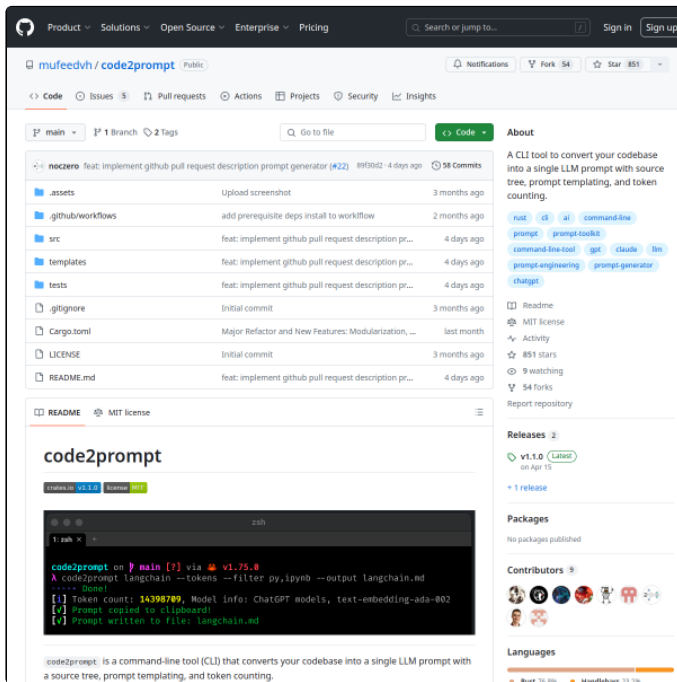 Product Solutions Open Source Enterprise Pricing Search or jump to... / Sign in Sign up
mufeedvh / code2prompt Public Notifications Fork 54 Star 851
Code Issues 5 Pull requests Actions Projects Security Insights
main 1 Branch 2 Tags Go to file Code
noczero feat: implement github pull request description prompt generator (#22) 89f30d2 · 4 days ago 58 Commits
.assets Upload screenshot 3 months ago
.github/workflows add prerequisite deps install to worklflow 2 months ago
src feat: implement github pull request description pr... 4 days ago
templates feat: implement github pull request description pr... 4 days ago
tests feat: implement github pull request description pr... 4 days ago
.gitignore Initial commit 3 months ago
Cargo.toml Major Refactor and New Features: Modularization, ... last month
LICENSE Initial commit 3 months ago
README.md feat: implement github pull request description pr... 4 days ago
README MIT license
code2prompt
crates.io v1.1.0 license MIT
zsh
1: zsh × +
code2prompt on main [?] via v1.75.0
λ code2prompt langchain --tokens --filter py,ipynb --output langchain.md
Done!
[i] Token count: 14398709, Model info: ChatGPT models, text-embedding-ada-002
[√] Prompt copied to clipboard!
[√] Prompt written to file: langchain.md
code2prompt is a command-line tool (CLI) that converts your codebase into a single LLM prompt with
a source tree, prompt templating, and token counting.
About
A CLI tool to convert your codebase
into a single LLM prompt with source
tree, prompt templating, and token
counting.
rust cli ai command-line
prompt prompt-toolkit
command-line-tool gpt claude llm
prompt-engineering prompt-generator
chatgpt
Readme
MIT license
Activity
851 stars
9 watching
54 forks
Report repository
Releases 2
v1.1.0 Latest
on Apr 15
+ 1 release
Packages
No packages published
Contributors 9
Languages
Rust 76.8% Handlebars 23.2%